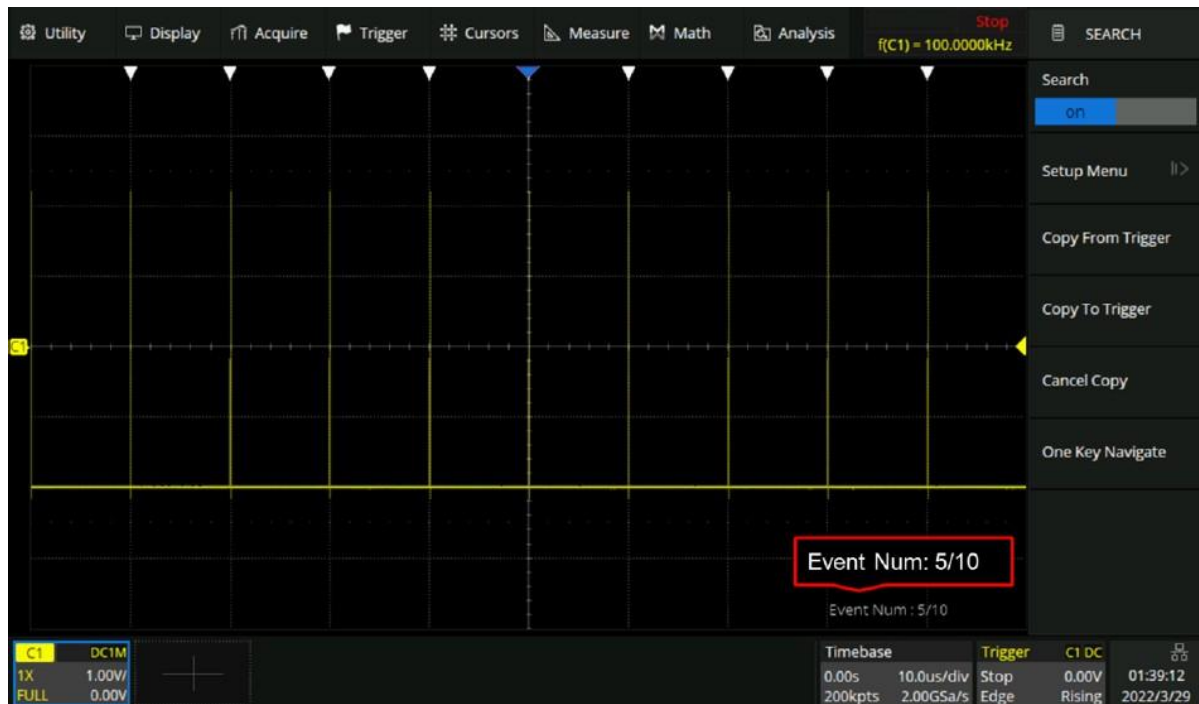 Utility Display Acquire Trigger Cursors Measure Math Analysis
Stop
f(C1) = 100.0000kHz
SEARCH
Search
on
Setup Menu
Copy From Trigger
Copy To Trigger
Cancel Copy
One Key Navigate
C1
Event Num: 5/10
Event Num : 5/10
C1 DC1M
1X 1.00V/
FULL 0.00V
Timebase
0.00s 10.0us/div
200kpts 2.00GSa/s
Trigger C1 DC
Stop 0.00V
Edge Rising
01:39:12
2022/3/29